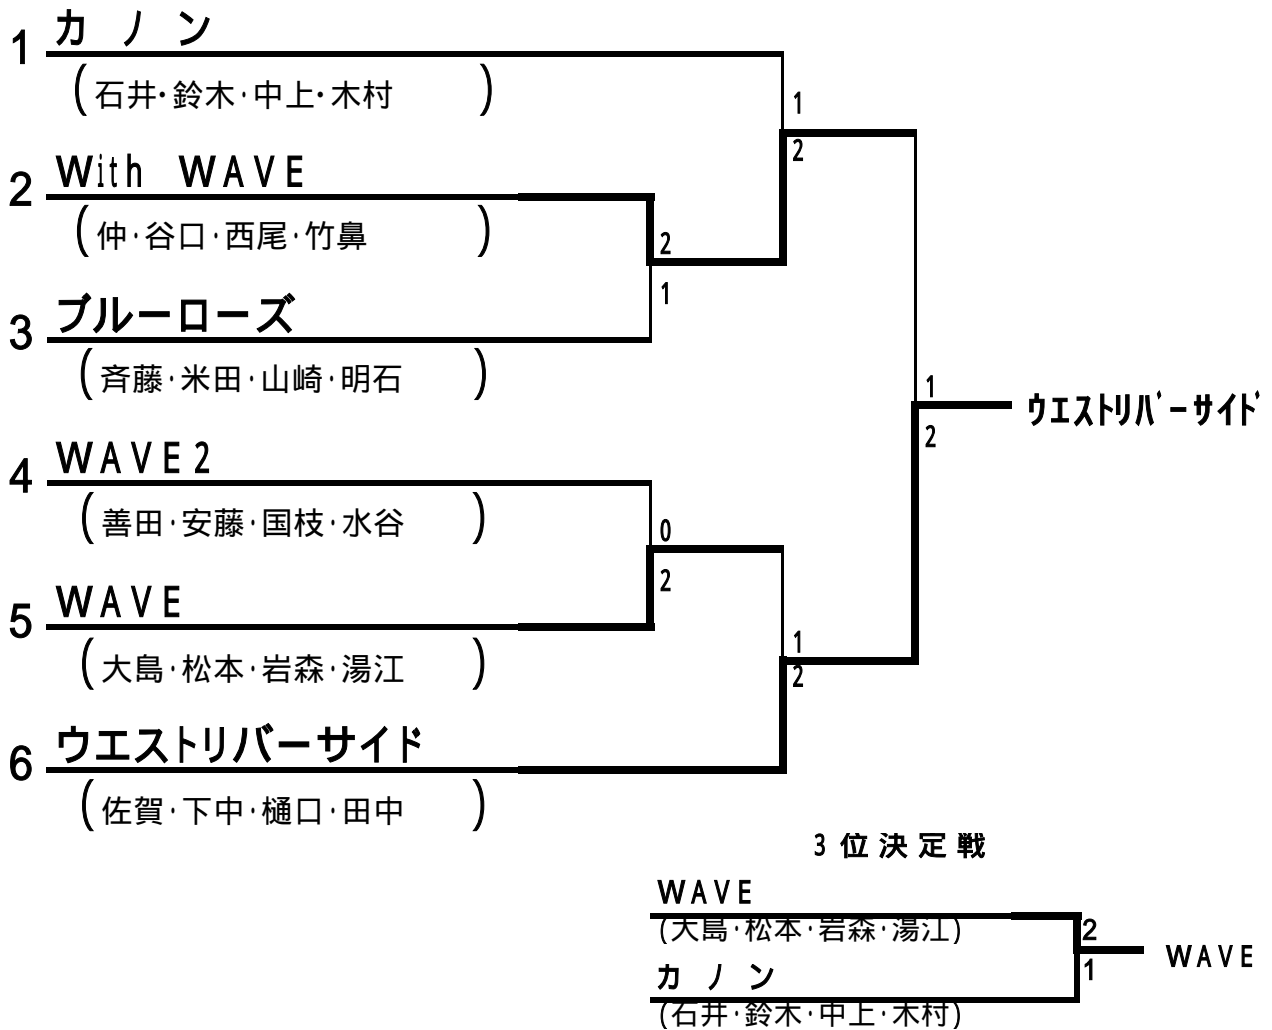 カ ノ ン
1
(石井・鈴木・中上・木村)
1
2
With WAVE
2
(仲・谷口・西尾・竹鼻)
2
1
ブルーローズ
3
(斉藤・米田・山崎・明石)
1
ウエストリバーサイド
2
WAVE2
4
(善田・安藤・国枝・水谷)
0
2
WAVE
5
(大島・松本・岩森・湯江)
1
2
ウエストリバーサイド
6
(佐賀・下中・樋口・田中)
3位決定戦
WAVE
(大島・松本・岩森・湯江)
2
WAVE
1
カ ノ ン
(石井・鈴木・中上・木村)